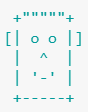 +"""""+
[| o o |]
|  ^  |
| '-' |
+-----+